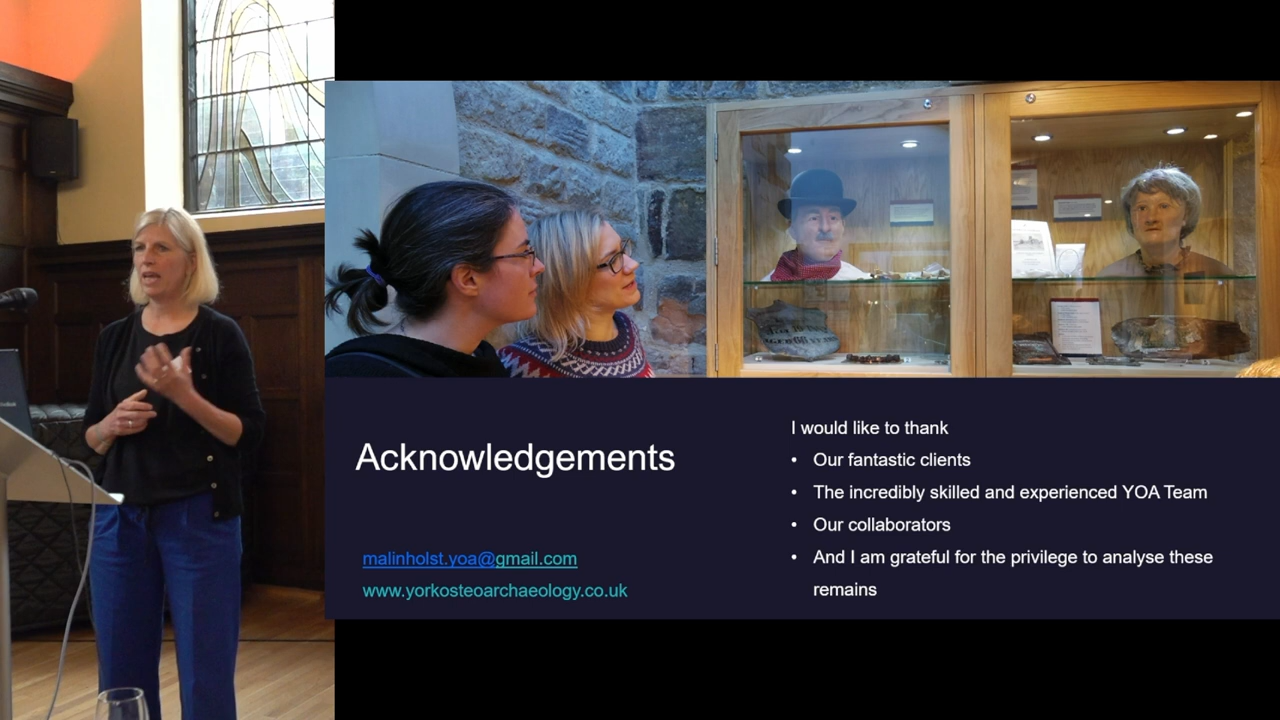 Acknowledgements
malinholst.yoa@gmail.com
www.yorkosteoarchaeology.co.uk
I would like to thank
• Our fantastic clients
• The incredibly skilled and experienced YOA Team
• Our collaborators
• And I am grateful for the privilege to analyse these
remains